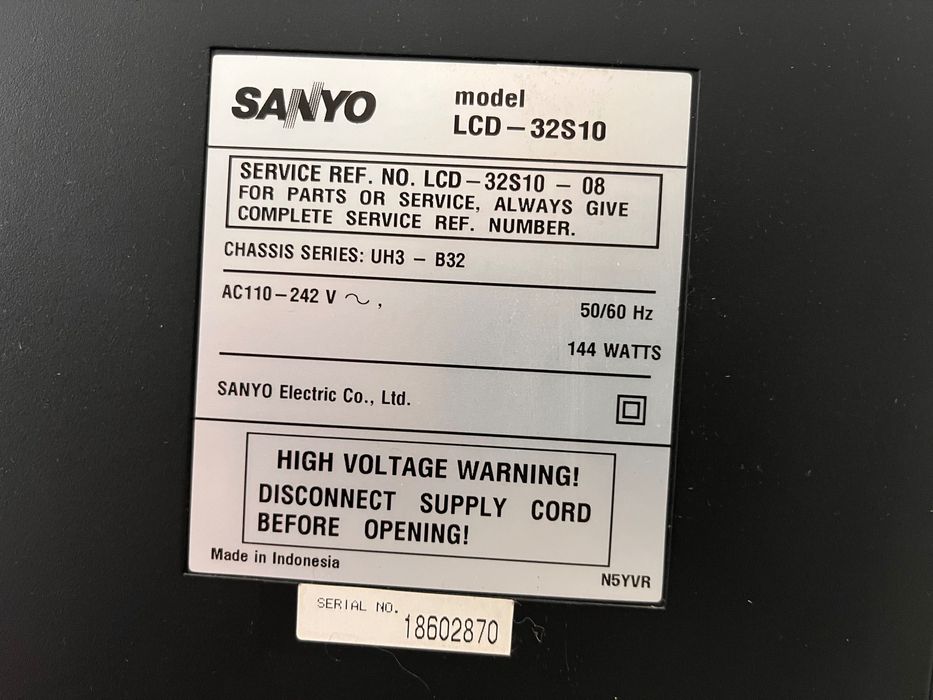 SANYO
model
LCD – 32S10
SERVICE REF. NO. LCD – 32S10 – 08
FOR PARTS OR SERVICE, ALWAYS GIVE
COMPLETE SERVICE REF. NUMBER.
CHASSIS SERIES: UH3 – B32
AC110 – 242 V ～ ,
50/60 Hz
144 WATTS
SANYO Electric Co., Ltd.
HIGH VOLTAGE WARNING!
DISCONNECT SUPPLY CORD
BEFORE OPENING!
Made in Indonesia
N5YVR
SERIAL NO.
18602870